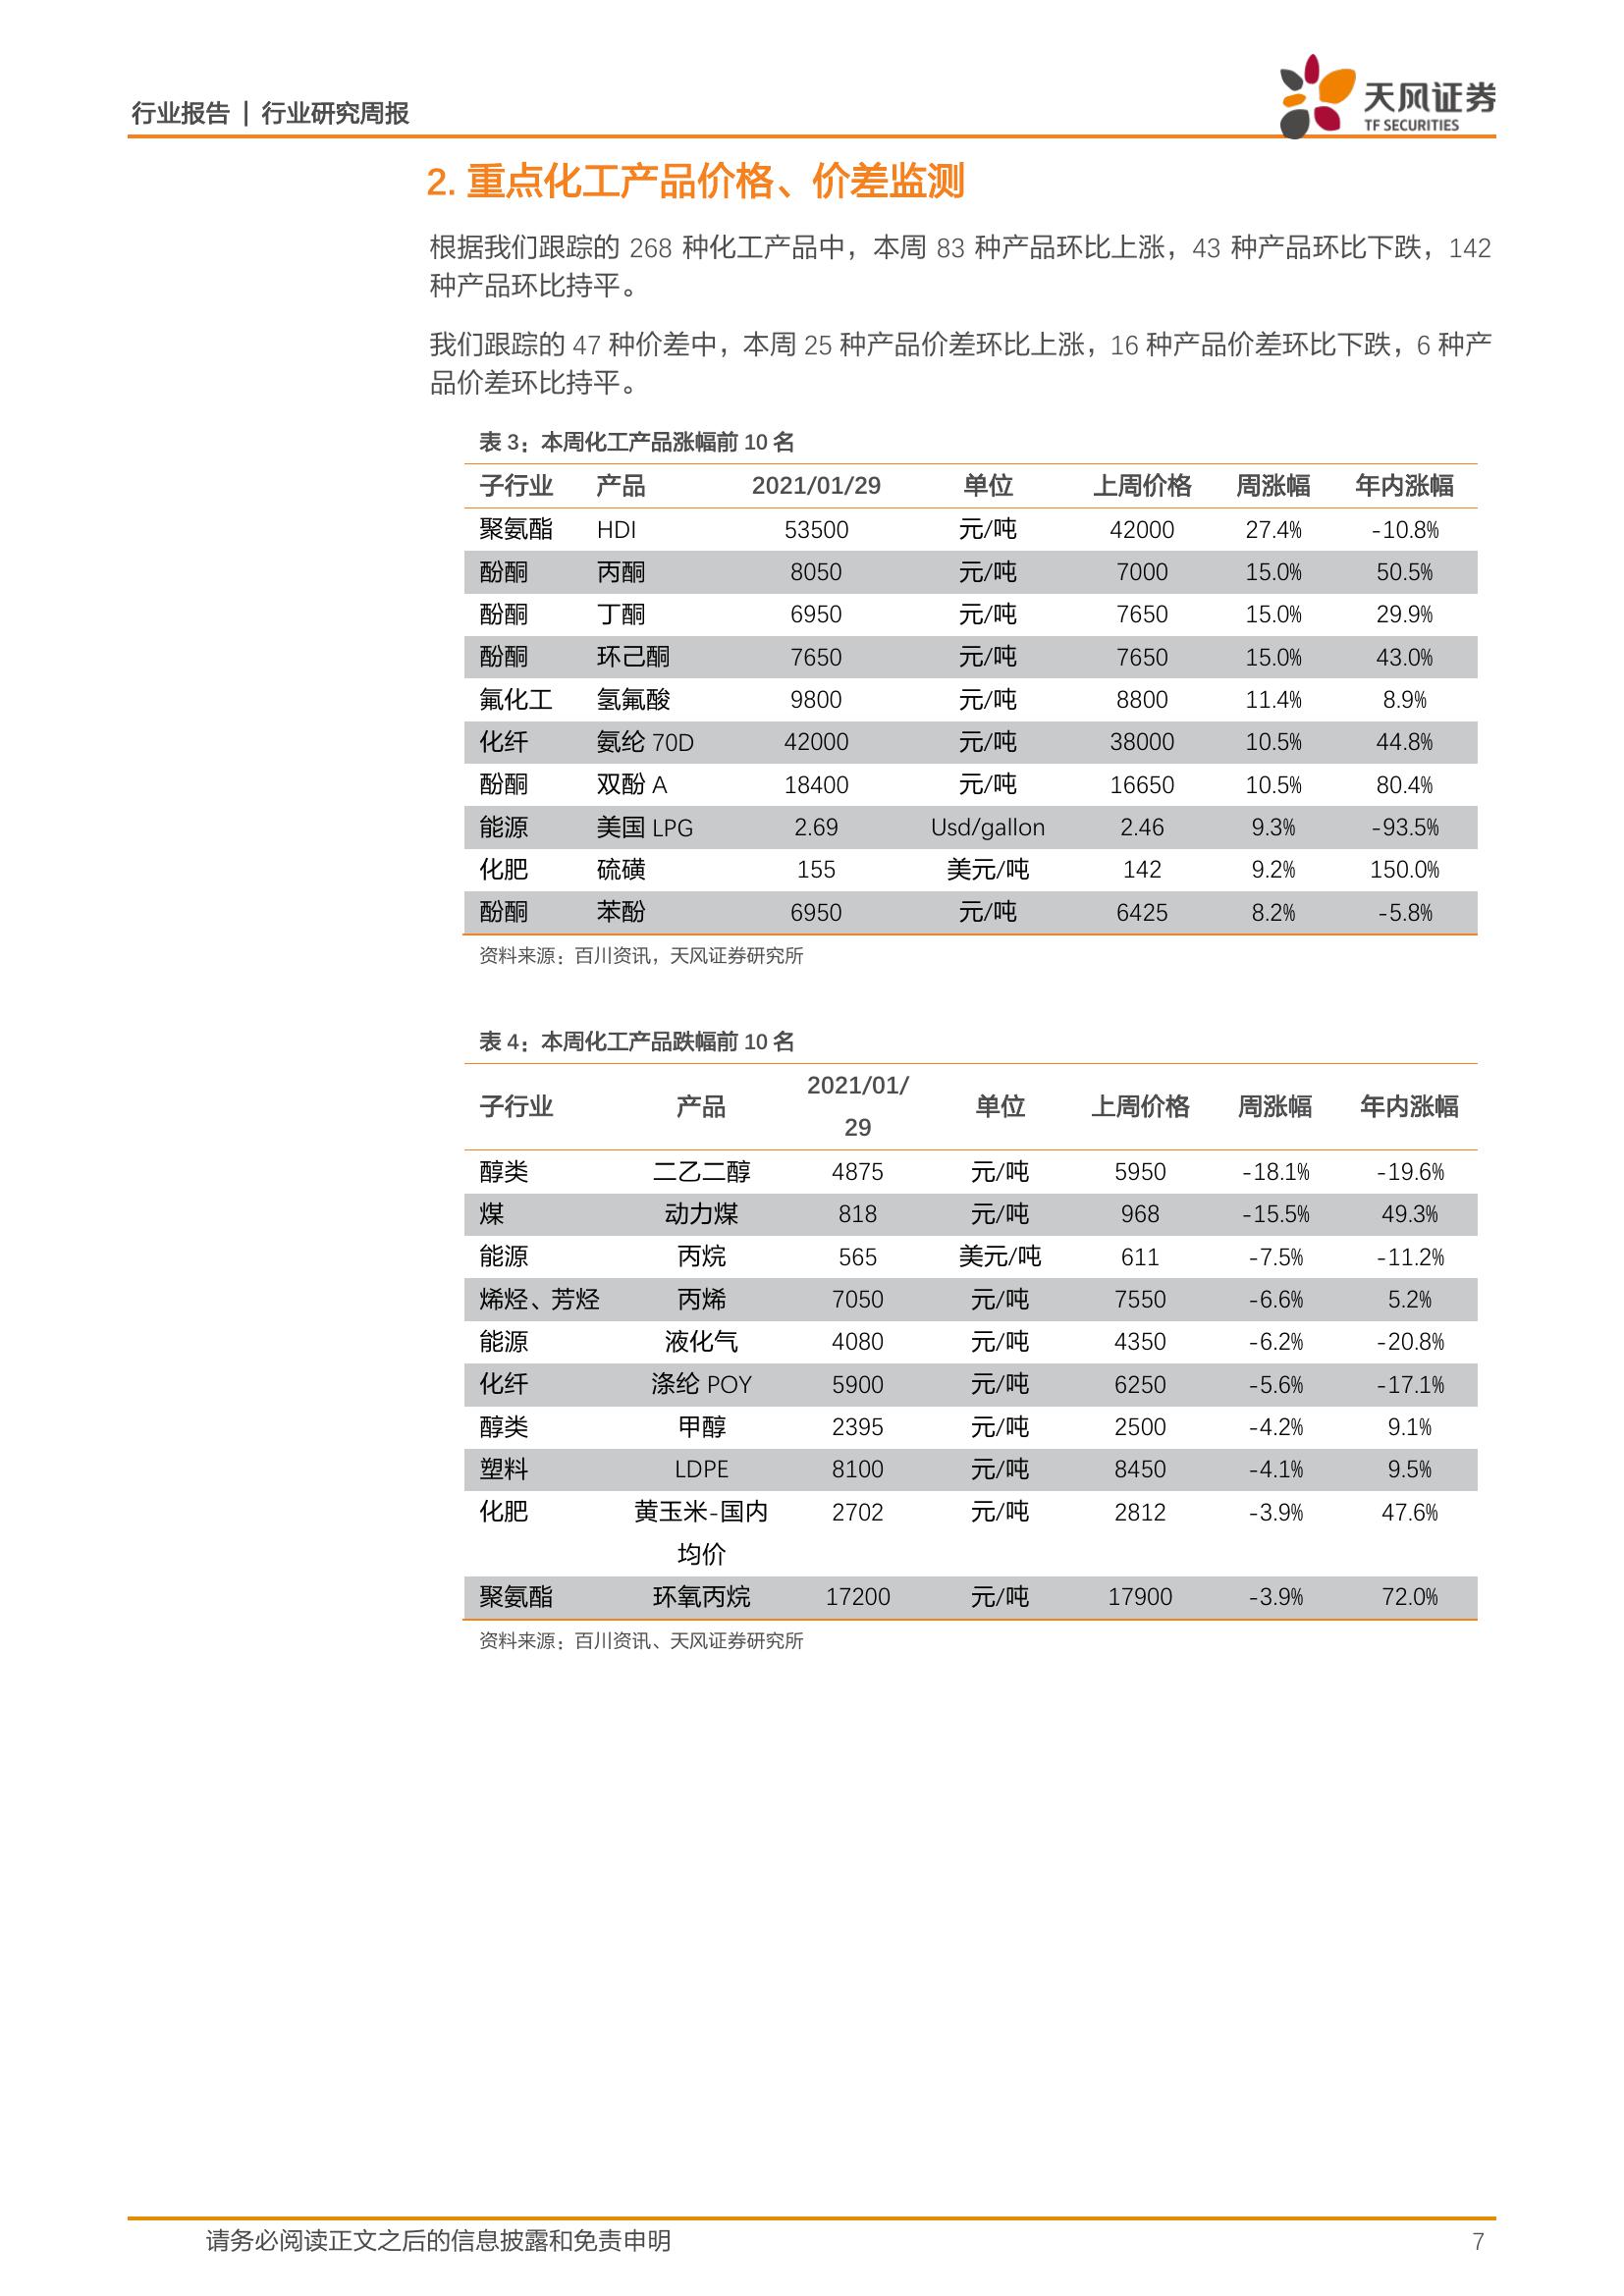 行业报告 | 行业研究周报
天风证券
TF SECURITIES
2. 重点化工产品价格、价差监测
根据我们跟踪的 268 种化工产品中，本周 83 种产品环比上涨，43 种产品环比下跌，142
种产品环比持平。
我们跟踪的 47 种价差中，本周 25 种产品价差环比上涨，16 种产品价差环比下跌，6 种产
品价差环比持平。
表 3：本周化工产品涨幅前 10 名
子行业 产品 2021/01/29 单位 上周价格 周涨幅 年内涨幅
聚氨酯 HDI 53500 元/吨 42000 27.4% -10.8%
酚酮 丙酮 8050 元/吨 7000 15.0% 50.5%
酚酮 丁酮 6950 元/吨 7650 15.0% 29.9%
酚酮 环己酮 7650 元/吨 7650 15.0% 43.0%
氟化工 氢氟酸 9800 元/吨 8800 11.4% 8.9%
化纤 氨纶 70D 42000 元/吨 38000 10.5% 44.8%
酚酮 双酚 A 18400 元/吨 16650 10.5% 80.4%
能源 美国 LPG 2.69 Usd/gallon 2.46 9.3% -93.5%
化肥 硫磺 155 美元/吨 142 9.2% 150.0%
酚酮 苯酚 6950 元/吨 6425 8.2% -5.8%
资料来源：百川资讯，天风证券研究所
表 4：本周化工产品跌幅前 10 名
子行业 产品 2021/01/ 单位 上周价格 周涨幅 年内涨幅
29
醇类 二乙二醇 4875 元/吨 5950 -18.1% -19.6%
煤 动力煤 818 元/吨 968 -15.5% 49.3%
能源 丙烷 565 美元/吨 611 -7.5% -11.2%
烯烃、芳烃 丙烯 7050 元/吨 7550 -6.6% 5.2%
能源 液化气 4080 元/吨 4350 -6.2% -20.8%
化纤 涤纶 POY 5900 元/吨 6250 -5.6% -17.1%
醇类 甲醇 2395 元/吨 2500 -4.2% 9.1%
塑料 LDPE 8100 元/吨 8450 -4.1% 9.5%
化肥 黄玉米-国内 2702 元/吨 2812 -3.9% 47.6%
均价
聚氨酯 环氧丙烷 17200 元/吨 17900 -3.9% 72.0%
资料来源：百川资讯、天风证券研究所
请务必阅读正文之后的信息披露和免责申明 7